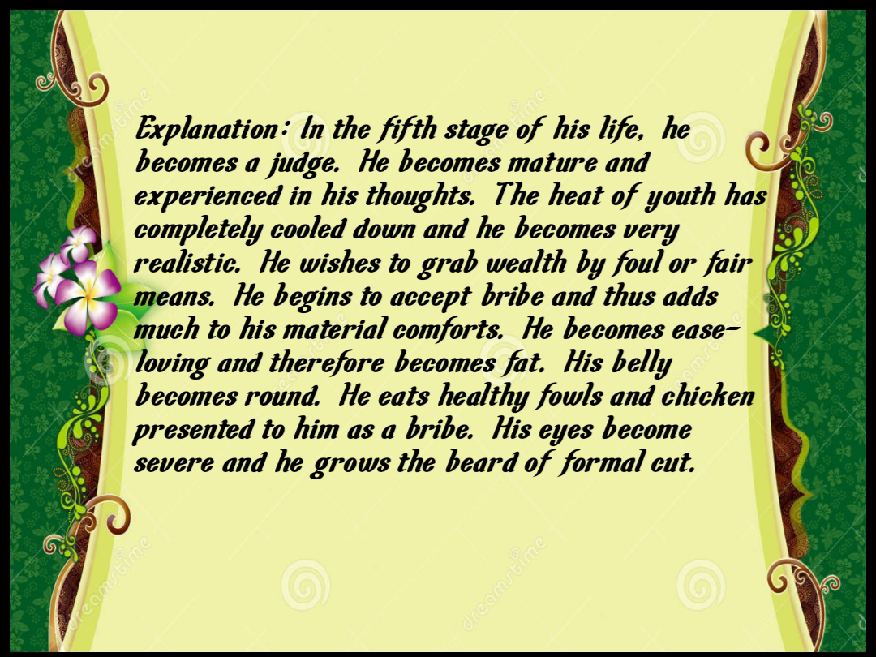 Explanation: In the fifth stage of his life, he
becomes a judge. He becomes mature and
experienced in his thoughts. The heat of youth has
completely cooled down and he becomes very
realistic. He wishes to grab wealth by foul or fair
means. He begins to accept bribe and thus adds
much to his material comforts. He becomes ease-
loving and therefore becomes fat. His belly
becomes round. He eats healthy fowls and chicken
presented to him as a bribe. His eyes become
severe and he grows the beard of formal cut.
dreamstime
dreamstime
dreamstime
dreamstime